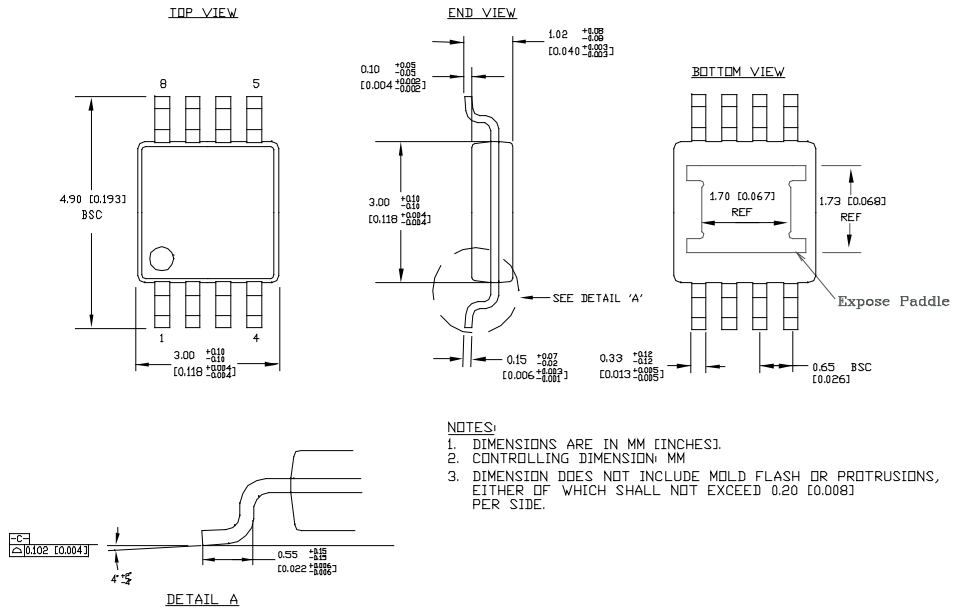 TOP VIEW
8 5
4.90 [0.193]
BSC
1 4
3.00 +0.10 -0.10
[0.118 +0.004 -0.004]
END VIEW
1.02 +0.08 -0.08
[0.040 +0.003 -0.003]
0.10 +0.05 -0.05
[0.004 +0.002 -0.002]
3.00 +0.10 -0.10
[0.118 +0.004 -0.004]
SEE DETAIL 'A'
0.15 +0.07 -0.02
[0.006 +0.003 -0.001]
BOTTOM VIEW
1.70 [0.067]
REF
1.73 [0.068]
REF
Expose Paddle
0.33 +0.12 -0.12
[0.013 +0.005 -0.005]
0.65 BSC
[0.026]
NOTES:
1. DIMENSIONS ARE IN MM [INCHES].
2. CONTROLLING DIMENSION: MM
3. DIMENSION DOES NOT INCLUDE MOLD FLASH OR PROTRUSIONS,
EITHER OF WHICH SHALL NOT EXCEED 0.20 [0.008]
PER SIDE.
-C-
0.102 [0.004]
4°
0.55 +0.15 -0.15
[0.022 +0.006 -0.006]
DETAIL A